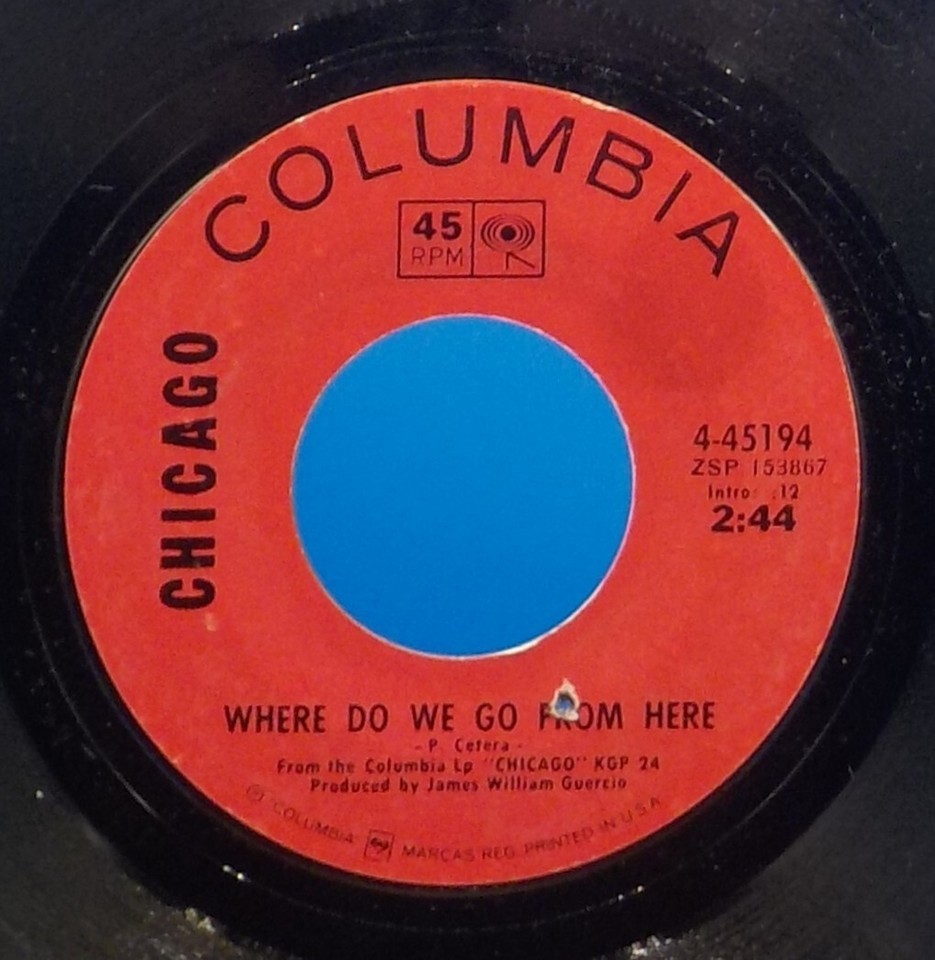 COLUMBIA
45
RPM
CHICAGO
4-45194
ZSP 153867
Intro: :12
2:44
WHERE DO WE GO FROM HERE
- P. Cetera -
From the Columbia Lp "CHICAGO" KGP 24
Produced by James William Guercio
"COLUMBIA" MARCAS REG. PRINTED IN U.S.A.